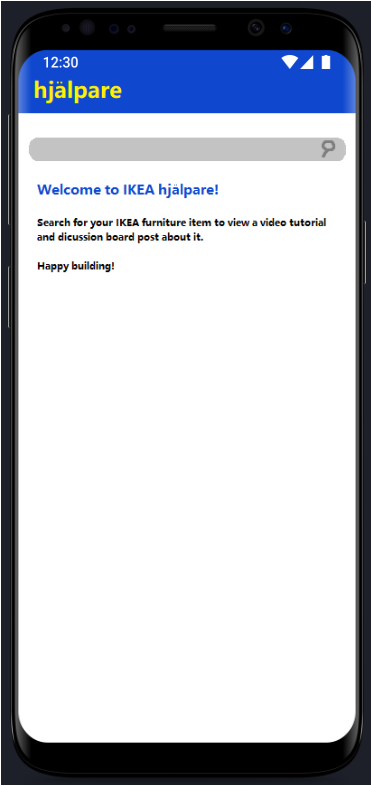 12:30
hjälpare
Welcome to IKEA hjälpare!
Search for your IKEA furniture item to view a video tutorial
and dicussion board post about it.
Happy building!